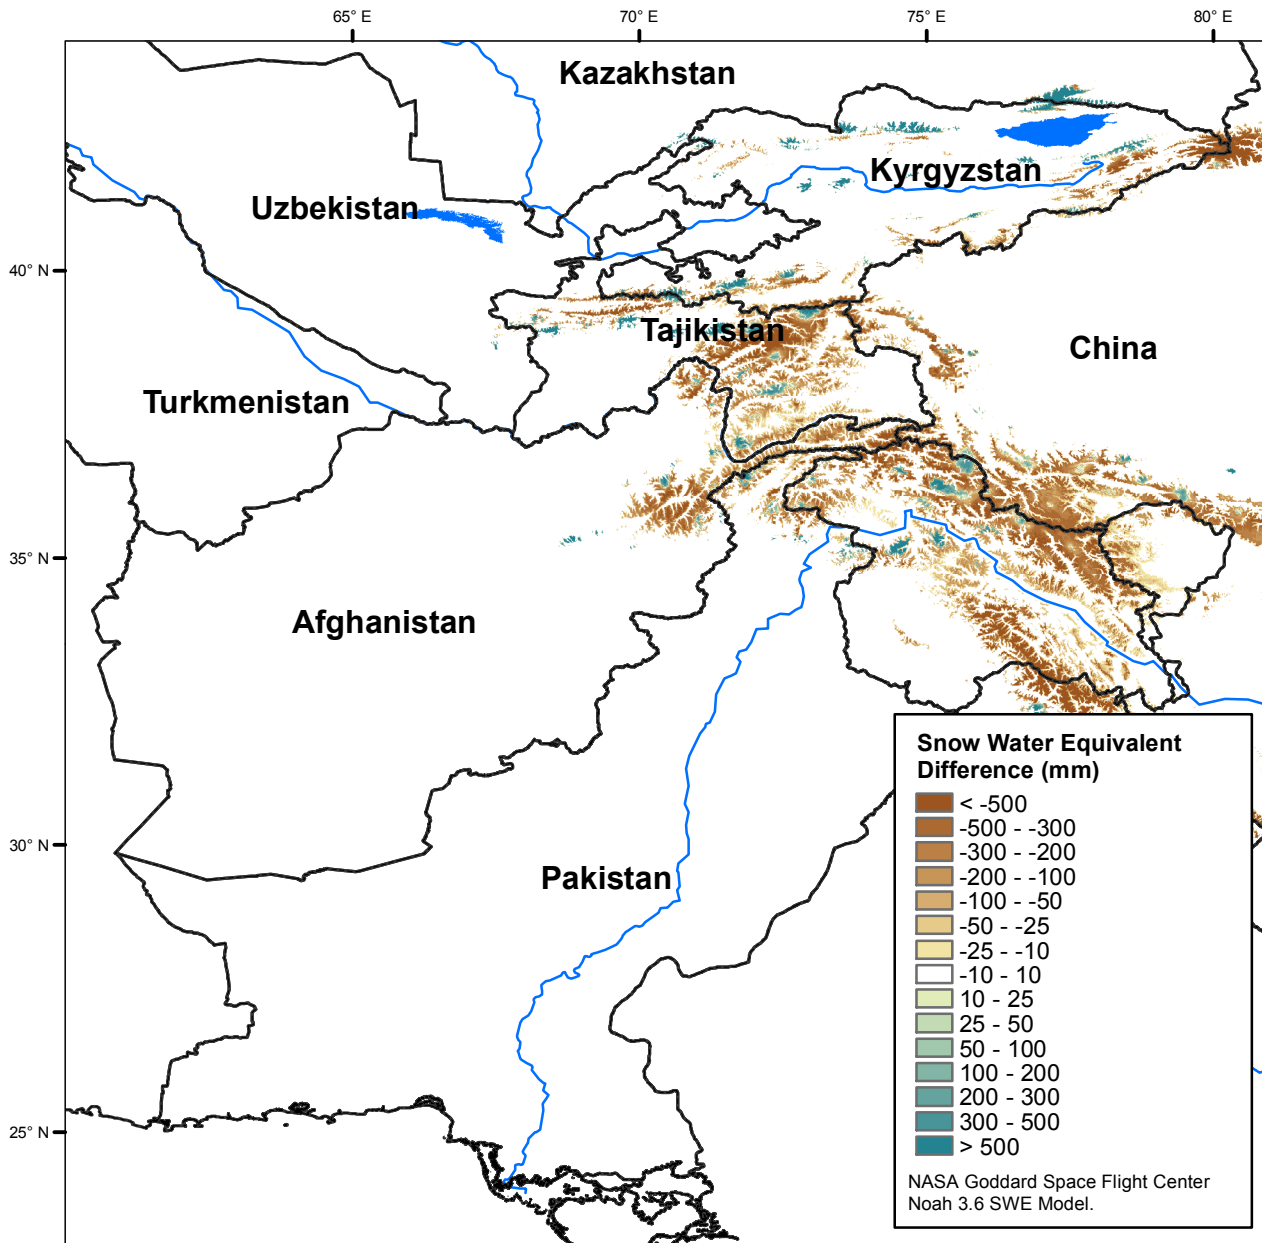 65° E
70° E
75° E
80° E
Kazakhstan
Kyrgyzstan
Uzbekistan
40° N
Tajikistan
China
Turkmenistan
35° N
Afghanistan
30° N
Pakistan
25° N
Snow Water Equivalent
Difference (mm)
< -500
-500 - -300
-300 - -200
-200 - -100
-100 - -50
-50 - -25
-25 - -10
-10 - 10
10 - 25
25 - 50
50 - 100
100 - 200
200 - 300
300 - 500
> 500
NASA Goddard Space Flight Center
Noah 3.6 SWE Model.